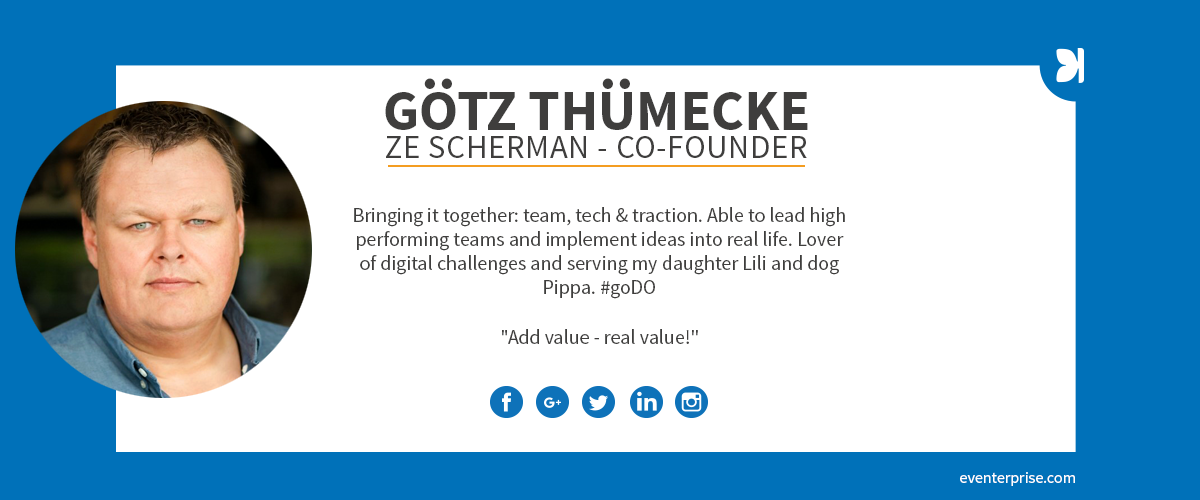 GÖTZ THÜMECKE
ZE SCHERMAN - CO-FOUNDER
Bringing it together: team, tech & traction. Able to lead high
performing teams and implement ideas into real life. Lover
of digital challenges and serving my daughter Lili and dog
Pippa. #goDO
"Add value - real value!"
eventerprise.com